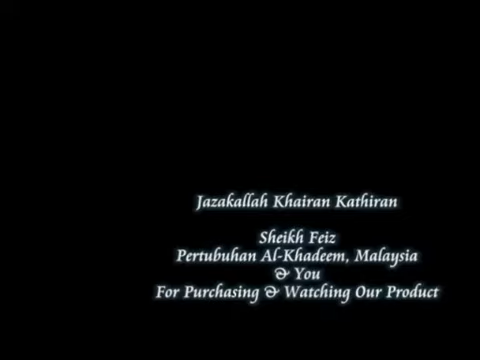 Jazakallah Khairan Kathiran
Sheikh Feiz
Pertubuhan Al-Khadeem, Malaysia
& You
For Purchasing & Watching Our Product